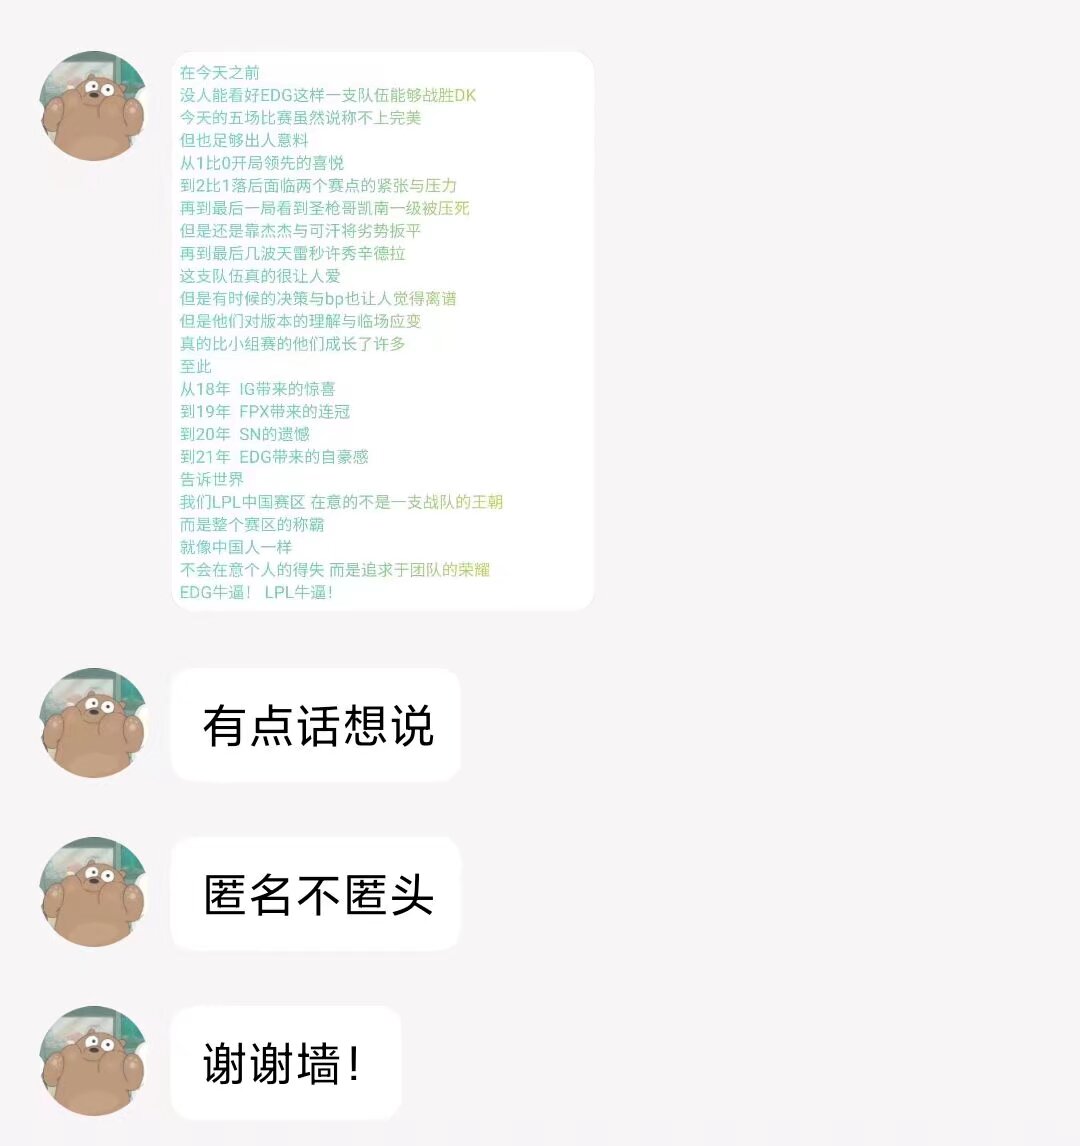 在今天之前
没人能看好EDG这样一支队伍能够战胜DK
今天的五场比赛虽然说称不上完美
但也足够出人意料
从1比0开局领先的喜悦
到2比1落后面临两个赛点的紧张与压力
再到最后一局看到圣枪哥凯南一级被压死
但是还是靠杰杰与可汗将劣势扳平
再到最后几波天雷秒许秀辛德拉
这支队伍真的很让人爱
但是有时候的决策与bp也让人觉得离谱
但是他们对版本的理解与临场应变
真的比小组赛的他们成长了许多
至此
从18年 IG带来的惊喜
到19年 FPX带来的连冠
到20年 SN的遗憾
到21年 EDG带来的自豪感
告诉世界
我们LPL中国赛区 在意的不是一支战队的王朝
而是整个赛区的称霸
就像中国人一样
不会在意个人的得失 而是追求于团队的荣耀
EDG牛逼！ LPL牛逼！
有点话想说
匿名不匿头
谢谢墙！